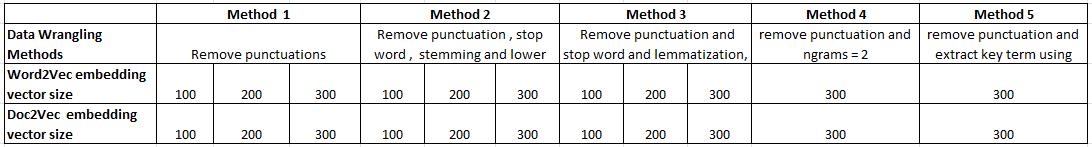 Method 1 Method 2 Method 3 Method 4 Method 5
Data Wrangling Remove punctuation , stop Remove punctuation and remove punctuation and remove punctuation and
Methods Remove punctuations word , stemming and lower stop word and lemmatization, ngrams = 2 extract key term using
Word2Vec embedding
vector size 100 200 300 100 200 300 100 200 300 300 300
Doc2Vec embedding
vector size 100 200 300 100 200 300 100 200 300 300 300